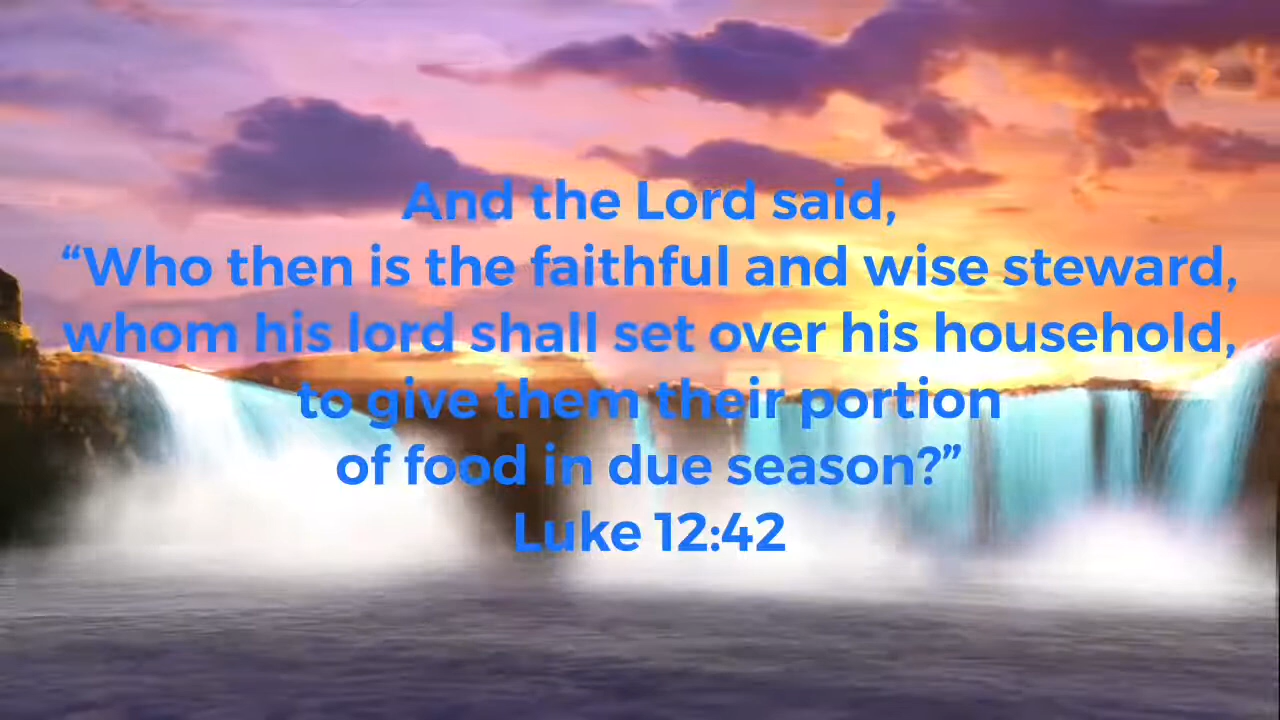 And the Lord said,
“Who then is the faithful and wise steward,
whom his lord shall set over his household,
to give them their portion
of food in due season?”
Luke 12:42